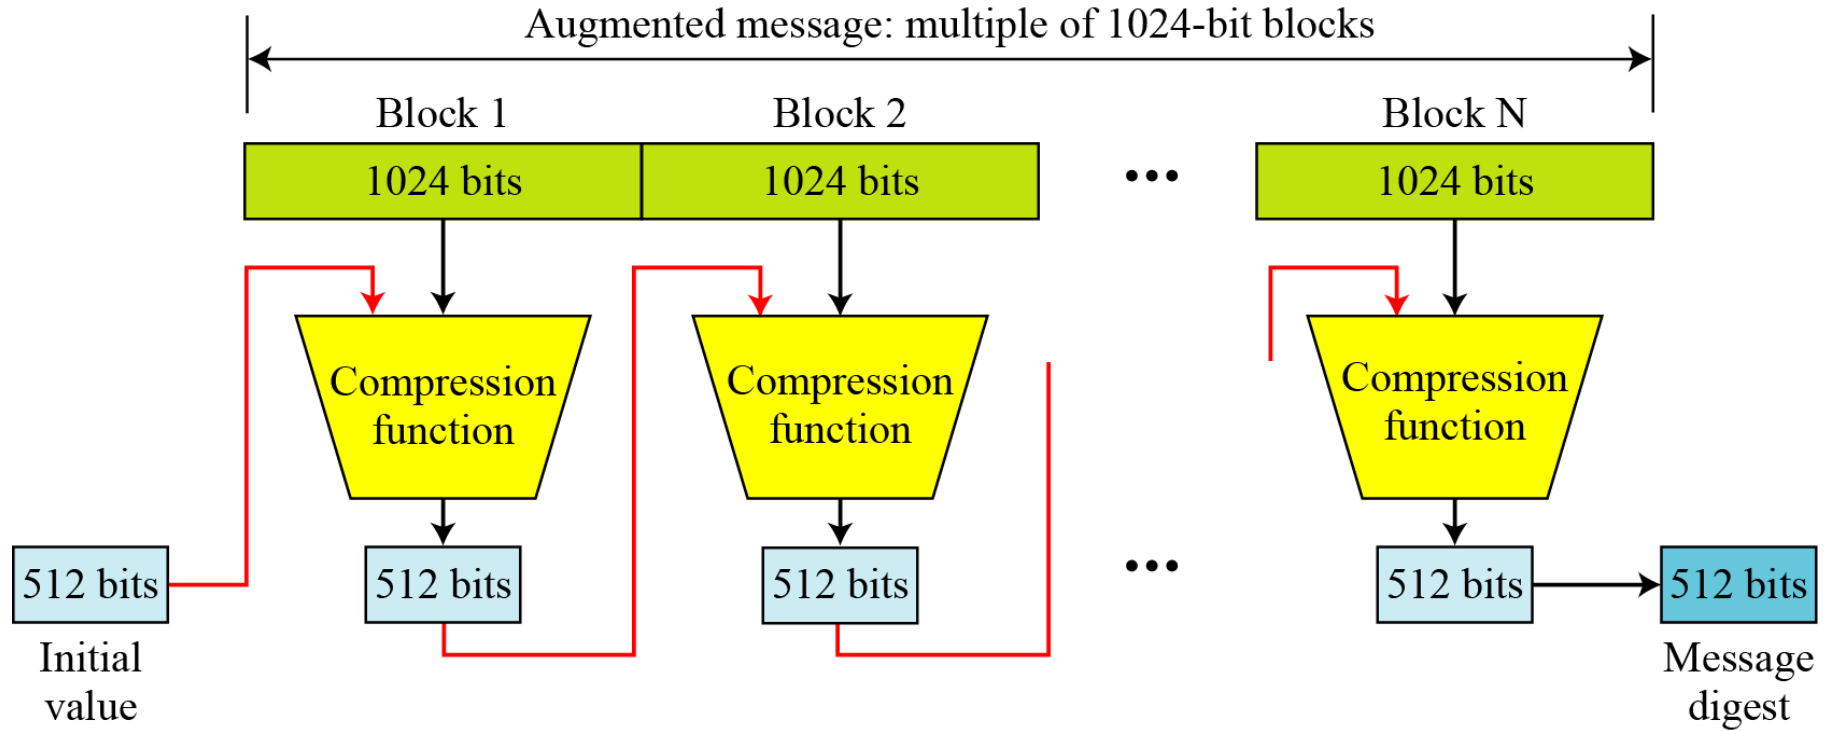 Augmented message: multiple of 1024-bit blocks
Block 1
Block 2
Block N
1024 bits
1024 bits
...
1024 bits
Compression
function
Compression
function
Compression
function
512 bits
512 bits
512 bits
...
512 bits
512 bits
Initial
value
Message
digest